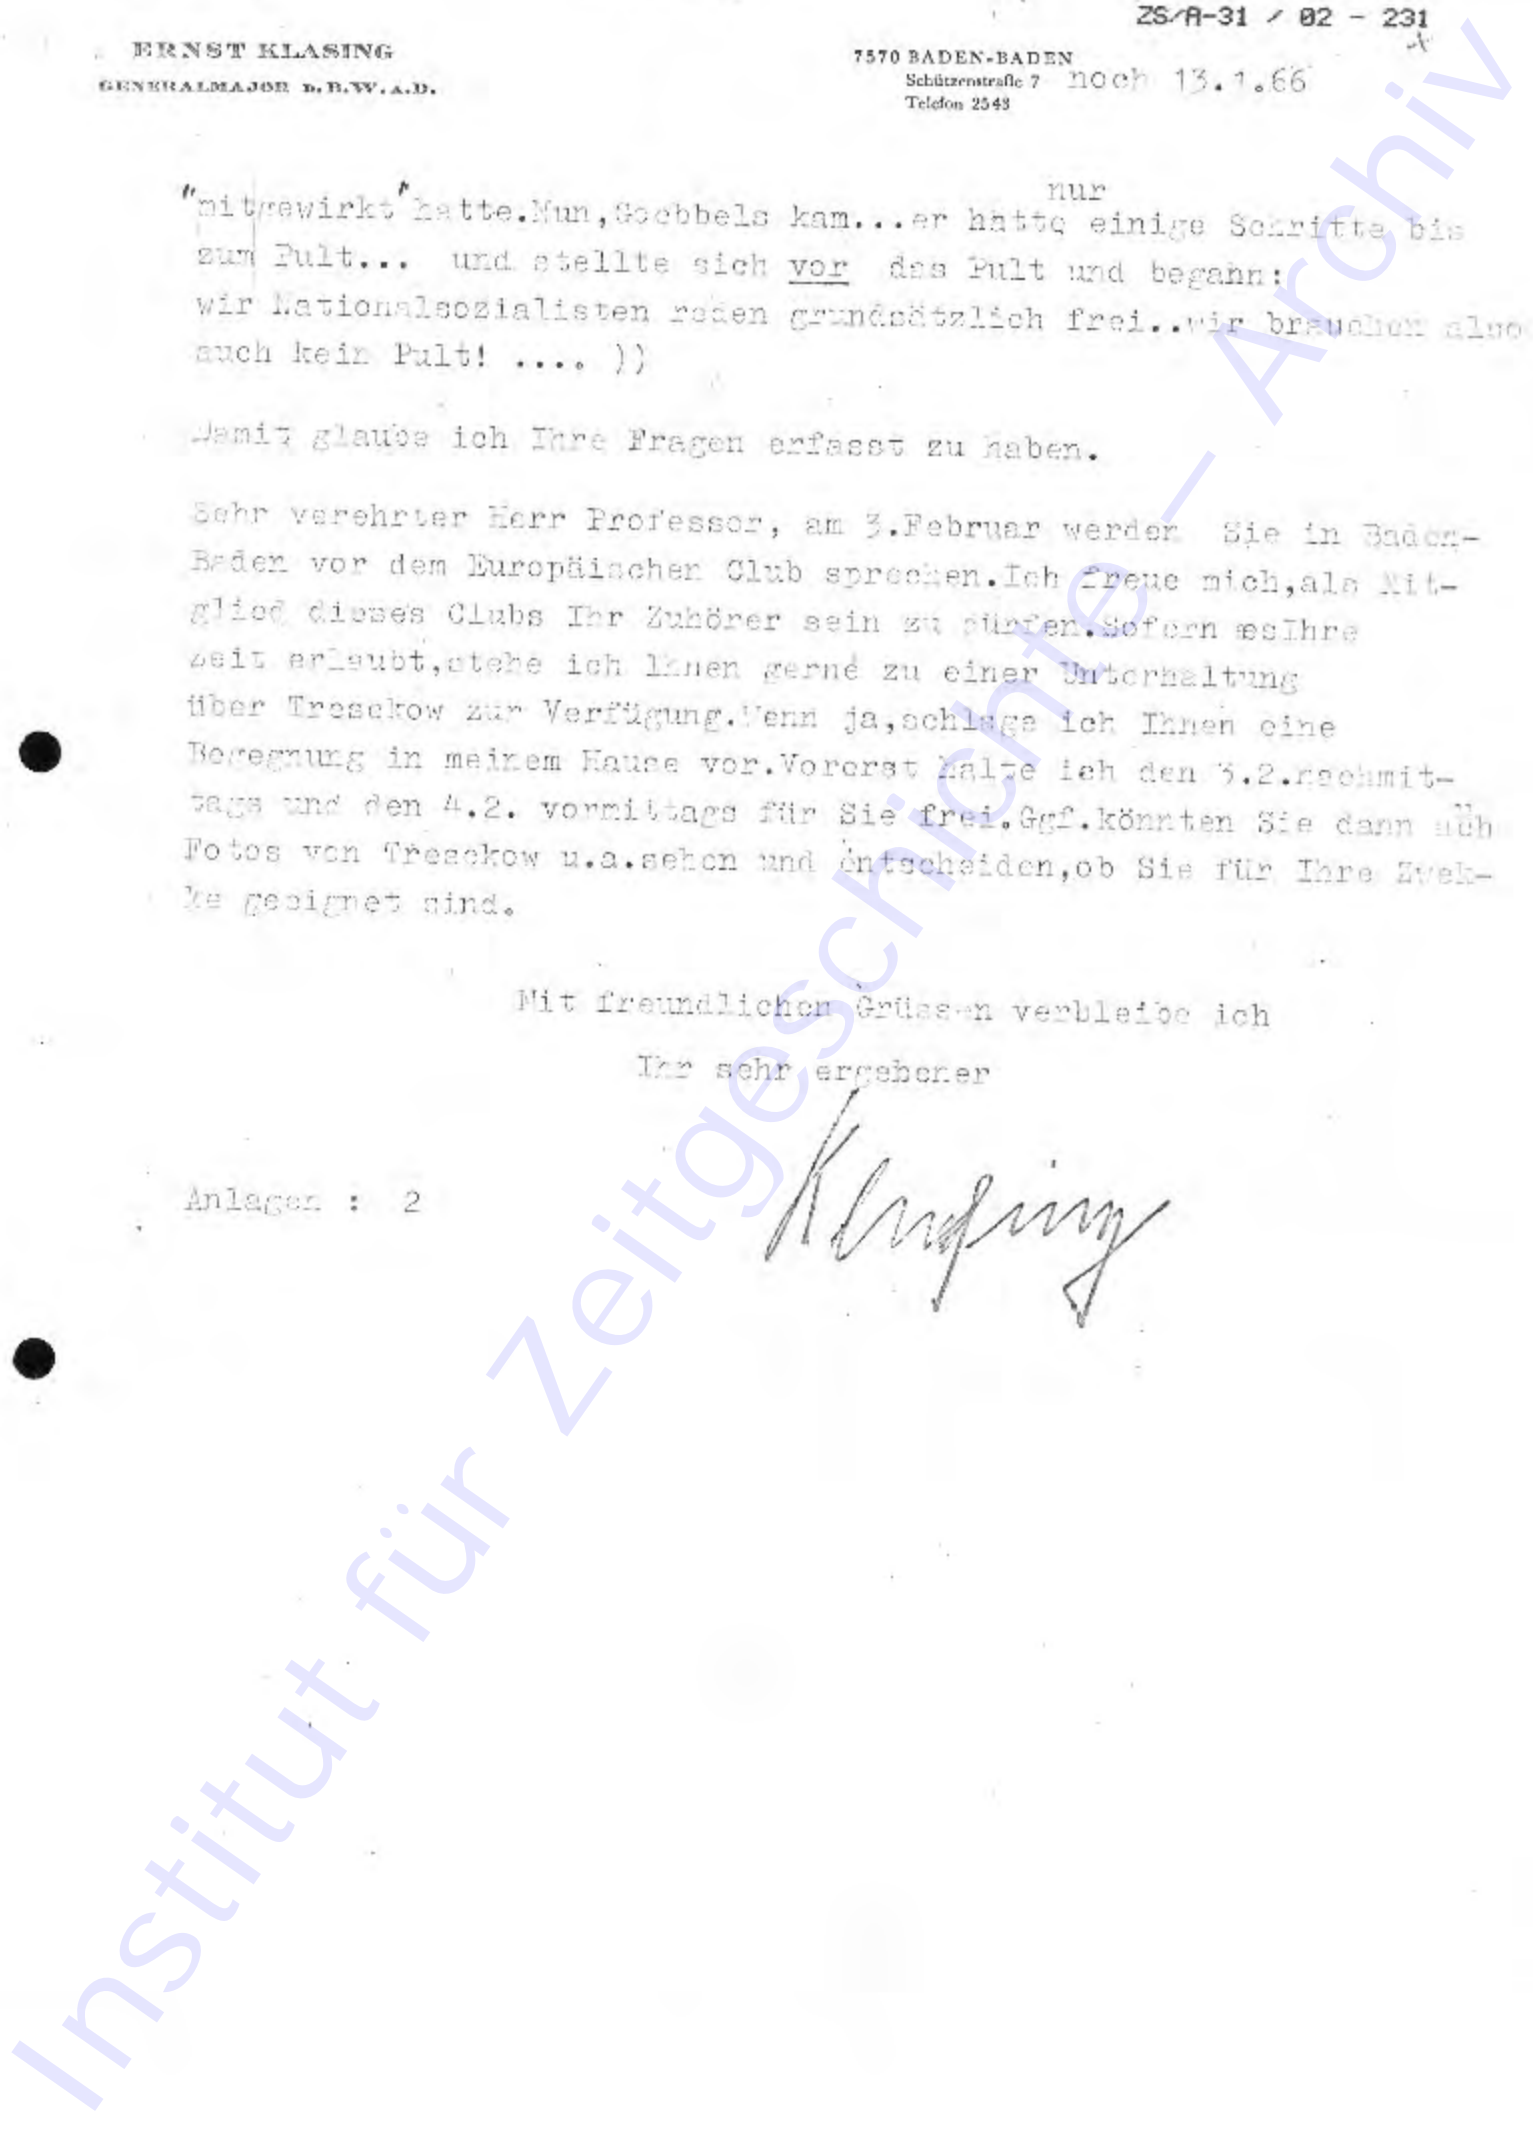 ZS/A-31 / 02 - 231
ERNST KLASING
GENERALMAJOR D.B.W.A.D.
7570 BADEN-BADEN
Schützenstraße 7
Telefon 2543
noch 13.1.66
nur
"mitgewirkt" hatte.Nun,Goebbels kam...er hatte einige Schritte bis
zum Pult... und stellte sich vor das Pult und begahn:
wir Nationalsozialisten reden grundsätzlich frei..wir brauchen also
auch kein Pult! .... ))
Damit glaube ich Ihre Fragen erfasst zu haben.
Sehr verehrter Herr Professor, am 3.Februar werden Sie in Baden-
Baden vor dem Europäischen Club sprechen.Ich freue mich,als Mit-
glied dieses Clubs Ihr Zuhörer sein zu dürfen.Sofern esIhre
Zeit erlaubt,stehe ich Ihnen gerne zu einer Unterhaltung
über Tresckow zur Verfügung.Wenn ja,schlage ich Ihnen eine
Begegnung in meinem Hause vor.Vorerst halte ich den 3.2.nachmit-
tags und den 4.2. vormittags für Sie frei.Ggf.könnten Sie dann
Fotos von Tresckow u.a.sehen und entscheiden,ob Sie für Ihre Zwek-
ke geeignet sind.
Mit freundlichen Grüssen verbleibe ich
Ihr sehr ergebener
Klasing
Anlagen : 2
Institut für Zeitgeschichte – Archiv